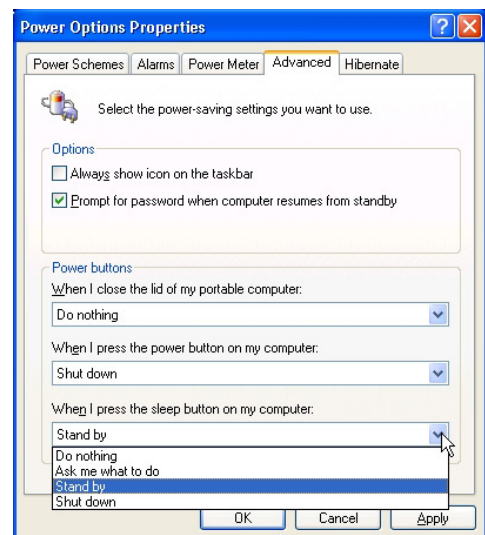 Power Options Properties
Power Schemes Alarms Power Meter Advanced Hibernate
Select the power-saving settings you want to use.
Options
Always show icon on the taskbar
Prompt for password when computer resumes from standby
Power buttons
When I close the lid of my portable computer:
Do nothing
When I press the power button on my computer:
Shut down
When I press the sleep button on my computer:
Stand by
Do nothing
Ask me what to do
Stand by
Shut down
OK Cancel Apply